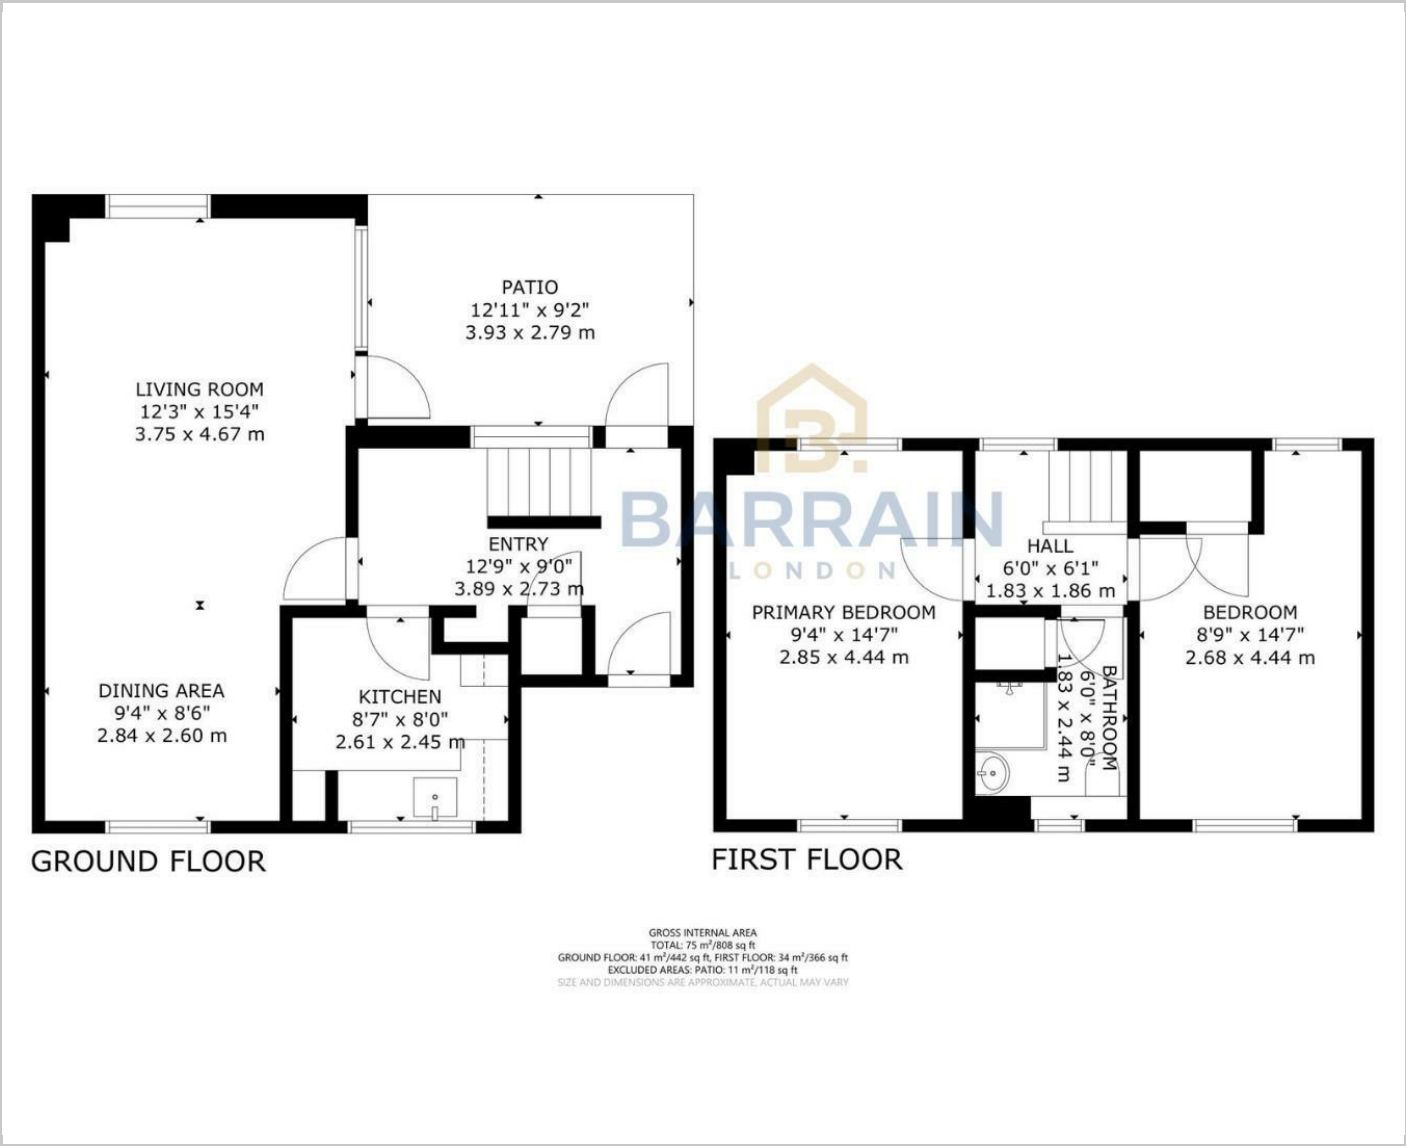 PATIO
12'11" x 9'2"
3.93 x 2.79 m
LIVING ROOM
12'3" x 15'4"
3.75 x 4.67 m
B.
BARRAIN
LONDON
ENTRY
12'9" x 9'0"
3.89 x 2.73 m
HALL
6'0" x 6'1"
1.83 x 1.86 m
PRIMARY BEDROOM
9'4" x 14'7"
2.85 x 4.44 m
BEDROOM
8'9" x 14'7"
2.68 x 4.44 m
DINING AREA
9'4" x 8'6"
2.84 x 2.60 m
KITCHEN
8'7" x 8'0"
2.61 x 2.45 m
BATHROOM
6'0" x 8'0"
1.83 x 2.44 m
GROUND FLOOR
FIRST FLOOR
GROSS INTERNAL AREA
TOTAL: 75 m²/808 sq ft
GROUND FLOOR: 41 m²/442 sq ft, FIRST FLOOR: 34 m²/366 sq ft
EXCLUDED AREAS: PATIO: 11 m²/118 sq ft
SIZE AND DIMENSIONS ARE APPROXIMATE, ACTUAL MAY VARY